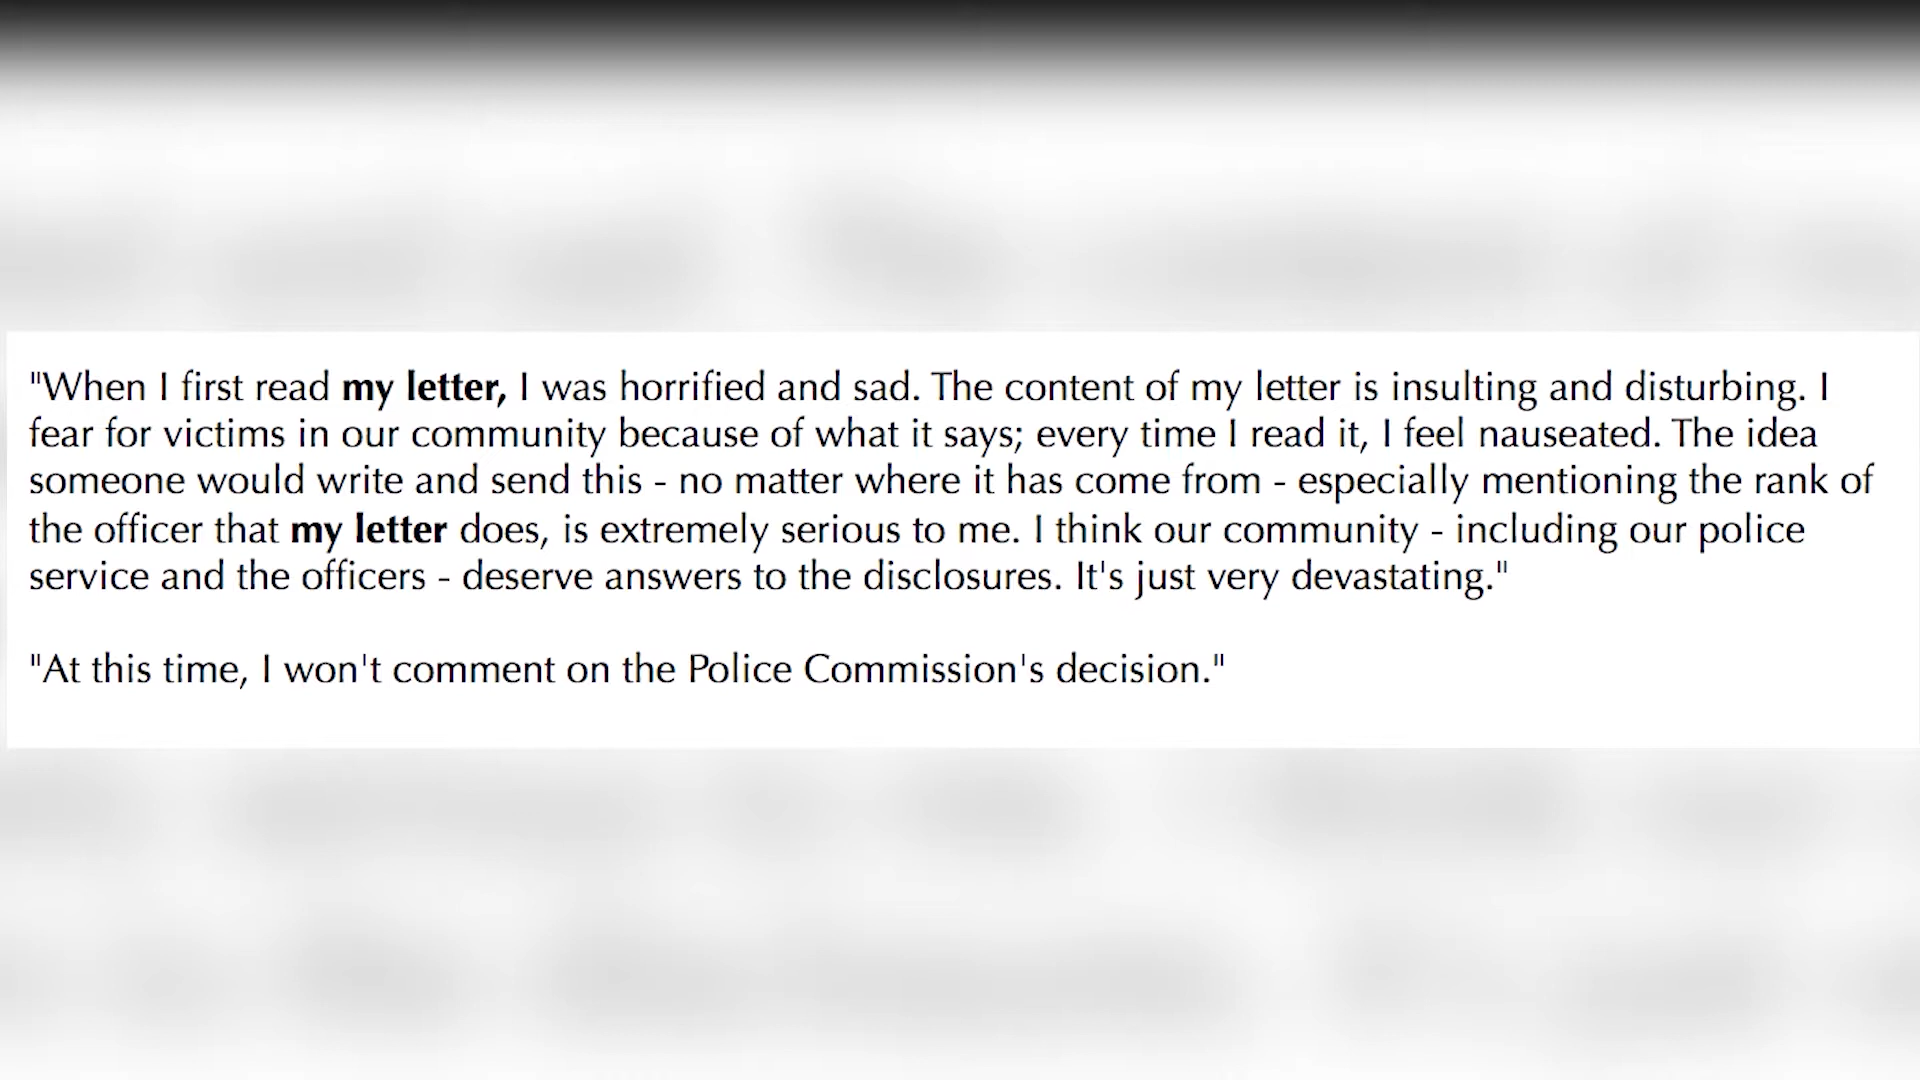 "When I first read my letter, I was horrified and sad. The content of my letter is insulting and disturbing. I
fear for victims in our community because of what it says; every time I read it, I feel nauseated. The idea
someone would write and send this - no matter where it has come from - especially mentioning the rank of
the officer that my letter does, is extremely serious to me. I think our community - including our police
service and the officers - deserve answers to the disclosures. It's just very devastating."
"At this time, I won't comment on the Police Commission's decision."